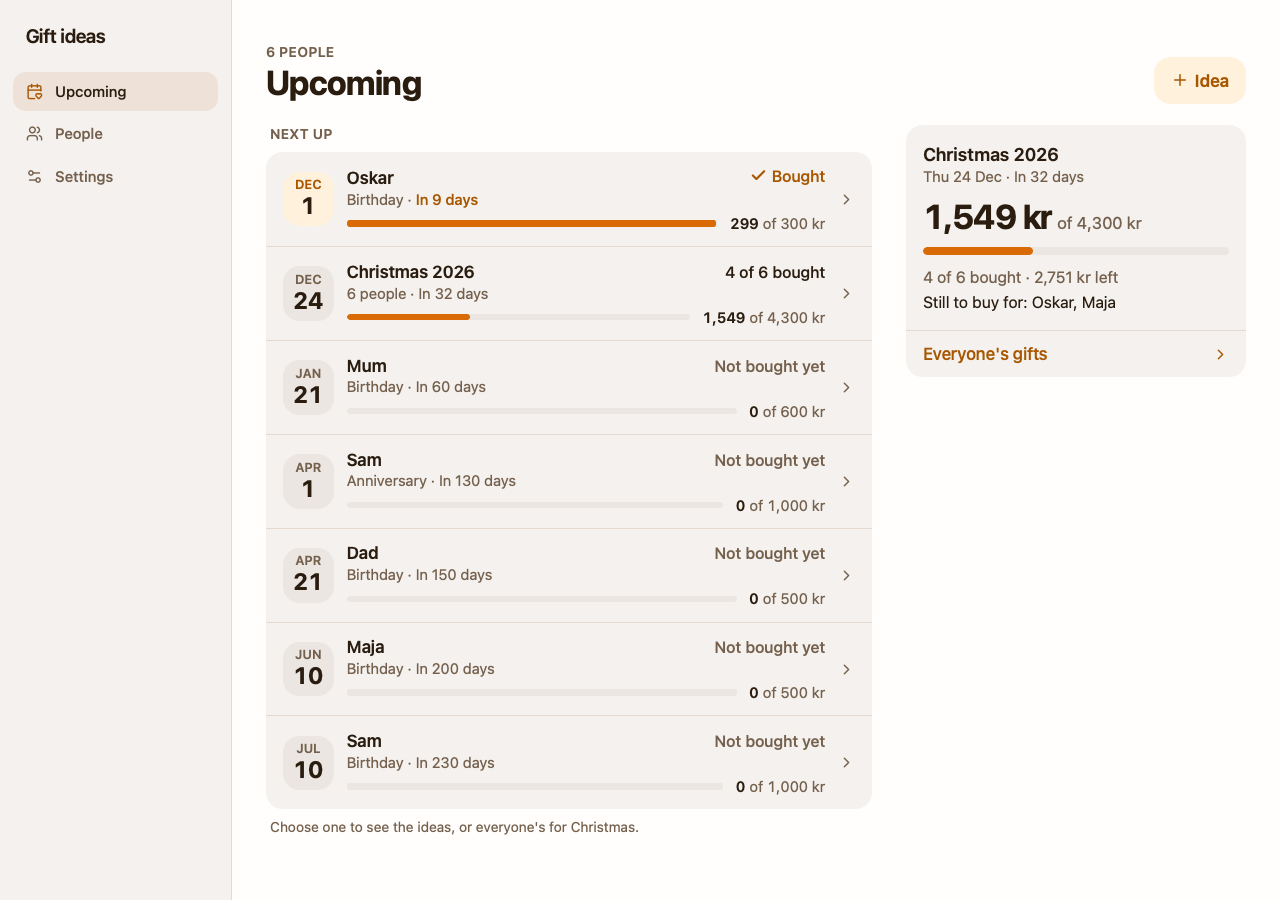 Gift ideas
Upcoming
People
Settings
6 PEOPLE
Upcoming
Idea
NEXT UP
DEC
1
Oskar
Birthday · In 9 days
Bought
299 of 300 kr
DEC
24
Christmas 2026
6 people · In 32 days
4 of 6 bought
1,549 of 4,300 kr
JAN
21
Mum
Birthday · In 60 days
Not bought yet
0 of 600 kr
APR
1
Sam
Anniversary · In 130 days
Not bought yet
0 of 1,000 kr
APR
21
Dad
Birthday · In 150 days
Not bought yet
0 of 500 kr
JUN
10
Maja
Birthday · In 200 days
Not bought yet
0 of 500 kr
JUL
10
Sam
Birthday · In 230 days
Not bought yet
0 of 1,000 kr
Choose one to see the ideas, or everyone's for Christmas.
Christmas 2026
Thu 24 Dec · In 32 days
1,549 kr of 4,300 kr
4 of 6 bought · 2,751 kr left
Still to buy for: Oskar, Maja
Everyone's gifts